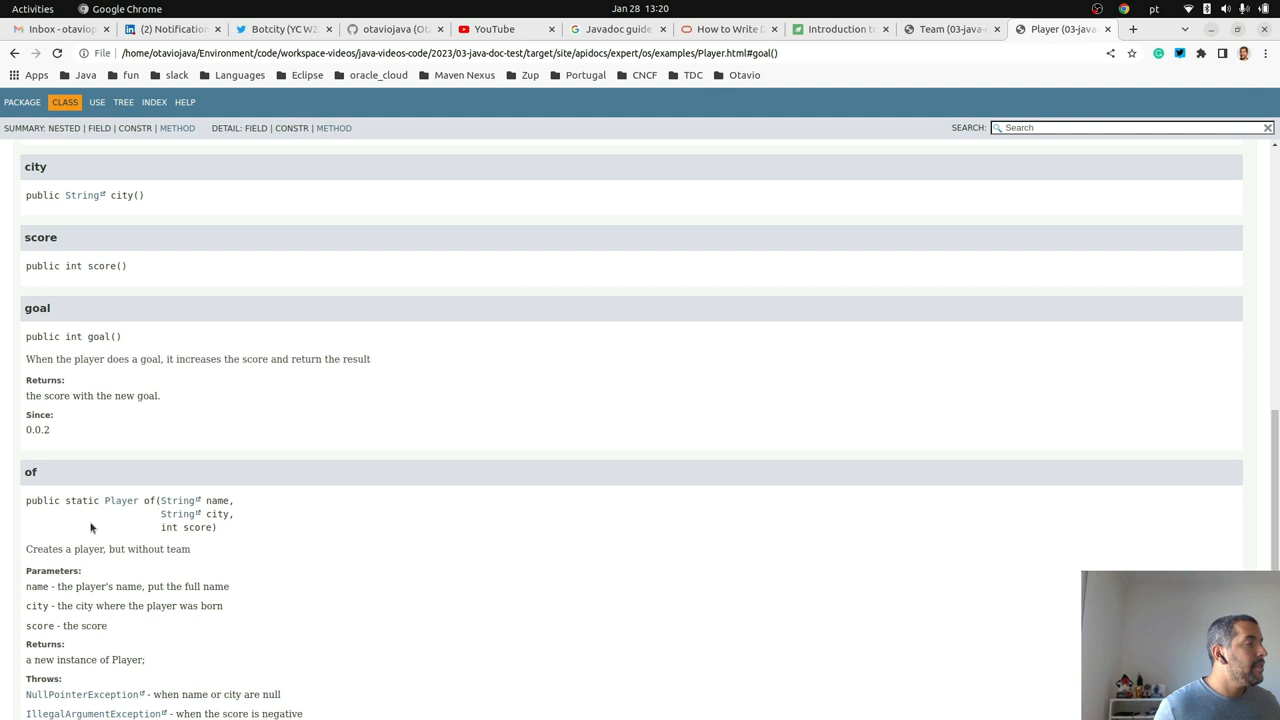 Activities
Google Chrome
Jan 28 13:20
pt
Inbox - otaviop
(2) Notification
Botcity (YC W2
otaviojava (Ota
YouTube
Javadoc guide
How to Write D
Introduction to
Team (03-java-d
Player (03-java-
File
/home/otaviojava/Environment/code/workspace-videos/java-videos-code/2023/03-java-doc-test/target/site/apidocs/expert/os/examples/Player.html#goal()
Apps Java fun slack Languages Eclipse oracle_cloud Maven Nexus Zup Portugal CNCF TDC Otavio
PACKAGE CLASS USE TREE INDEX HELP
SUMMARY: NESTED | FIELD | CONSTR | METHOD DETAIL: FIELD | CONSTR | METHOD
SEARCH: Search
city
public String city()
score
public int score()
goal
public int goal()
When the player does a goal, it increases the score and return the result
Returns:
the score with the new goal.
Since:
0.0.2
of
public static Player of(String name,
String city,
int score)
Creates a player, but without team
Parameters:
name - the player's name, put the full name
city - the city where the player was born
score - the score
Returns:
a new instance of Player;
Throws:
NullPointerException - when name or city are null
IllegalArgumentException - when the score is negative